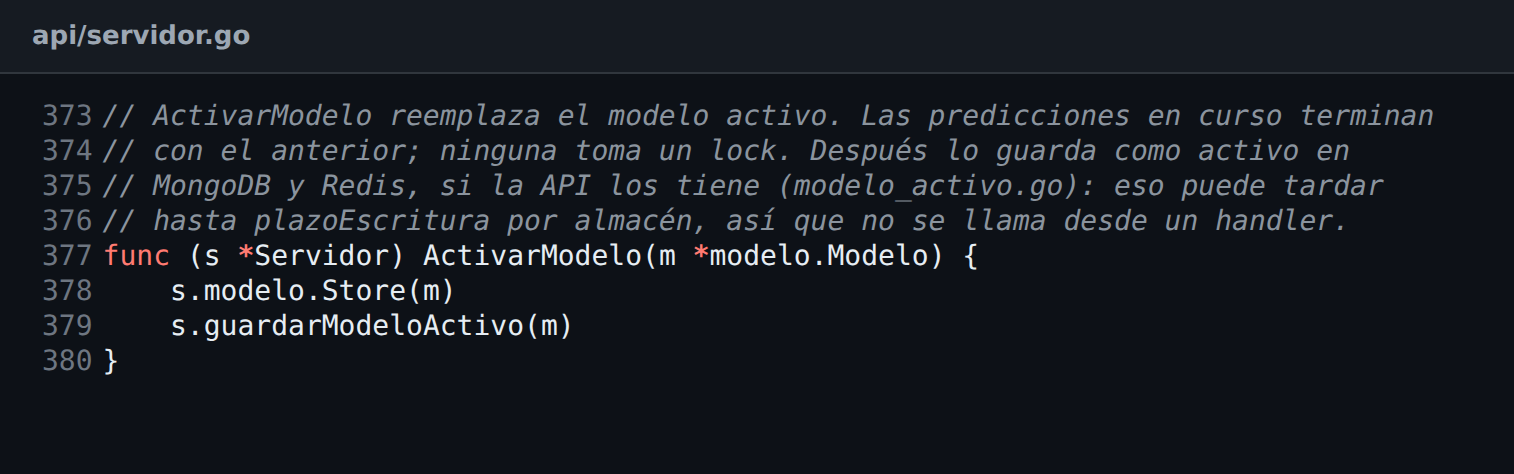 api/servidor.go
373 // ActivarModelo reemplaza el modelo activo. Las predicciones en curso terminan
374 // con el anterior; ninguna toma un lock. Después lo guarda como activo en
375 // MongoDB y Redis, si la API los tiene (modelo_activo.go): eso puede tardar
376 // hasta plazoEscritura por almacén, así que no se llama desde un handler.
377 func (s *Servidor) ActivarModelo(m *modelo.Modelo) {
378     s.modelo.Store(m)
379     s.guardarModeloActivo(m)
380 }